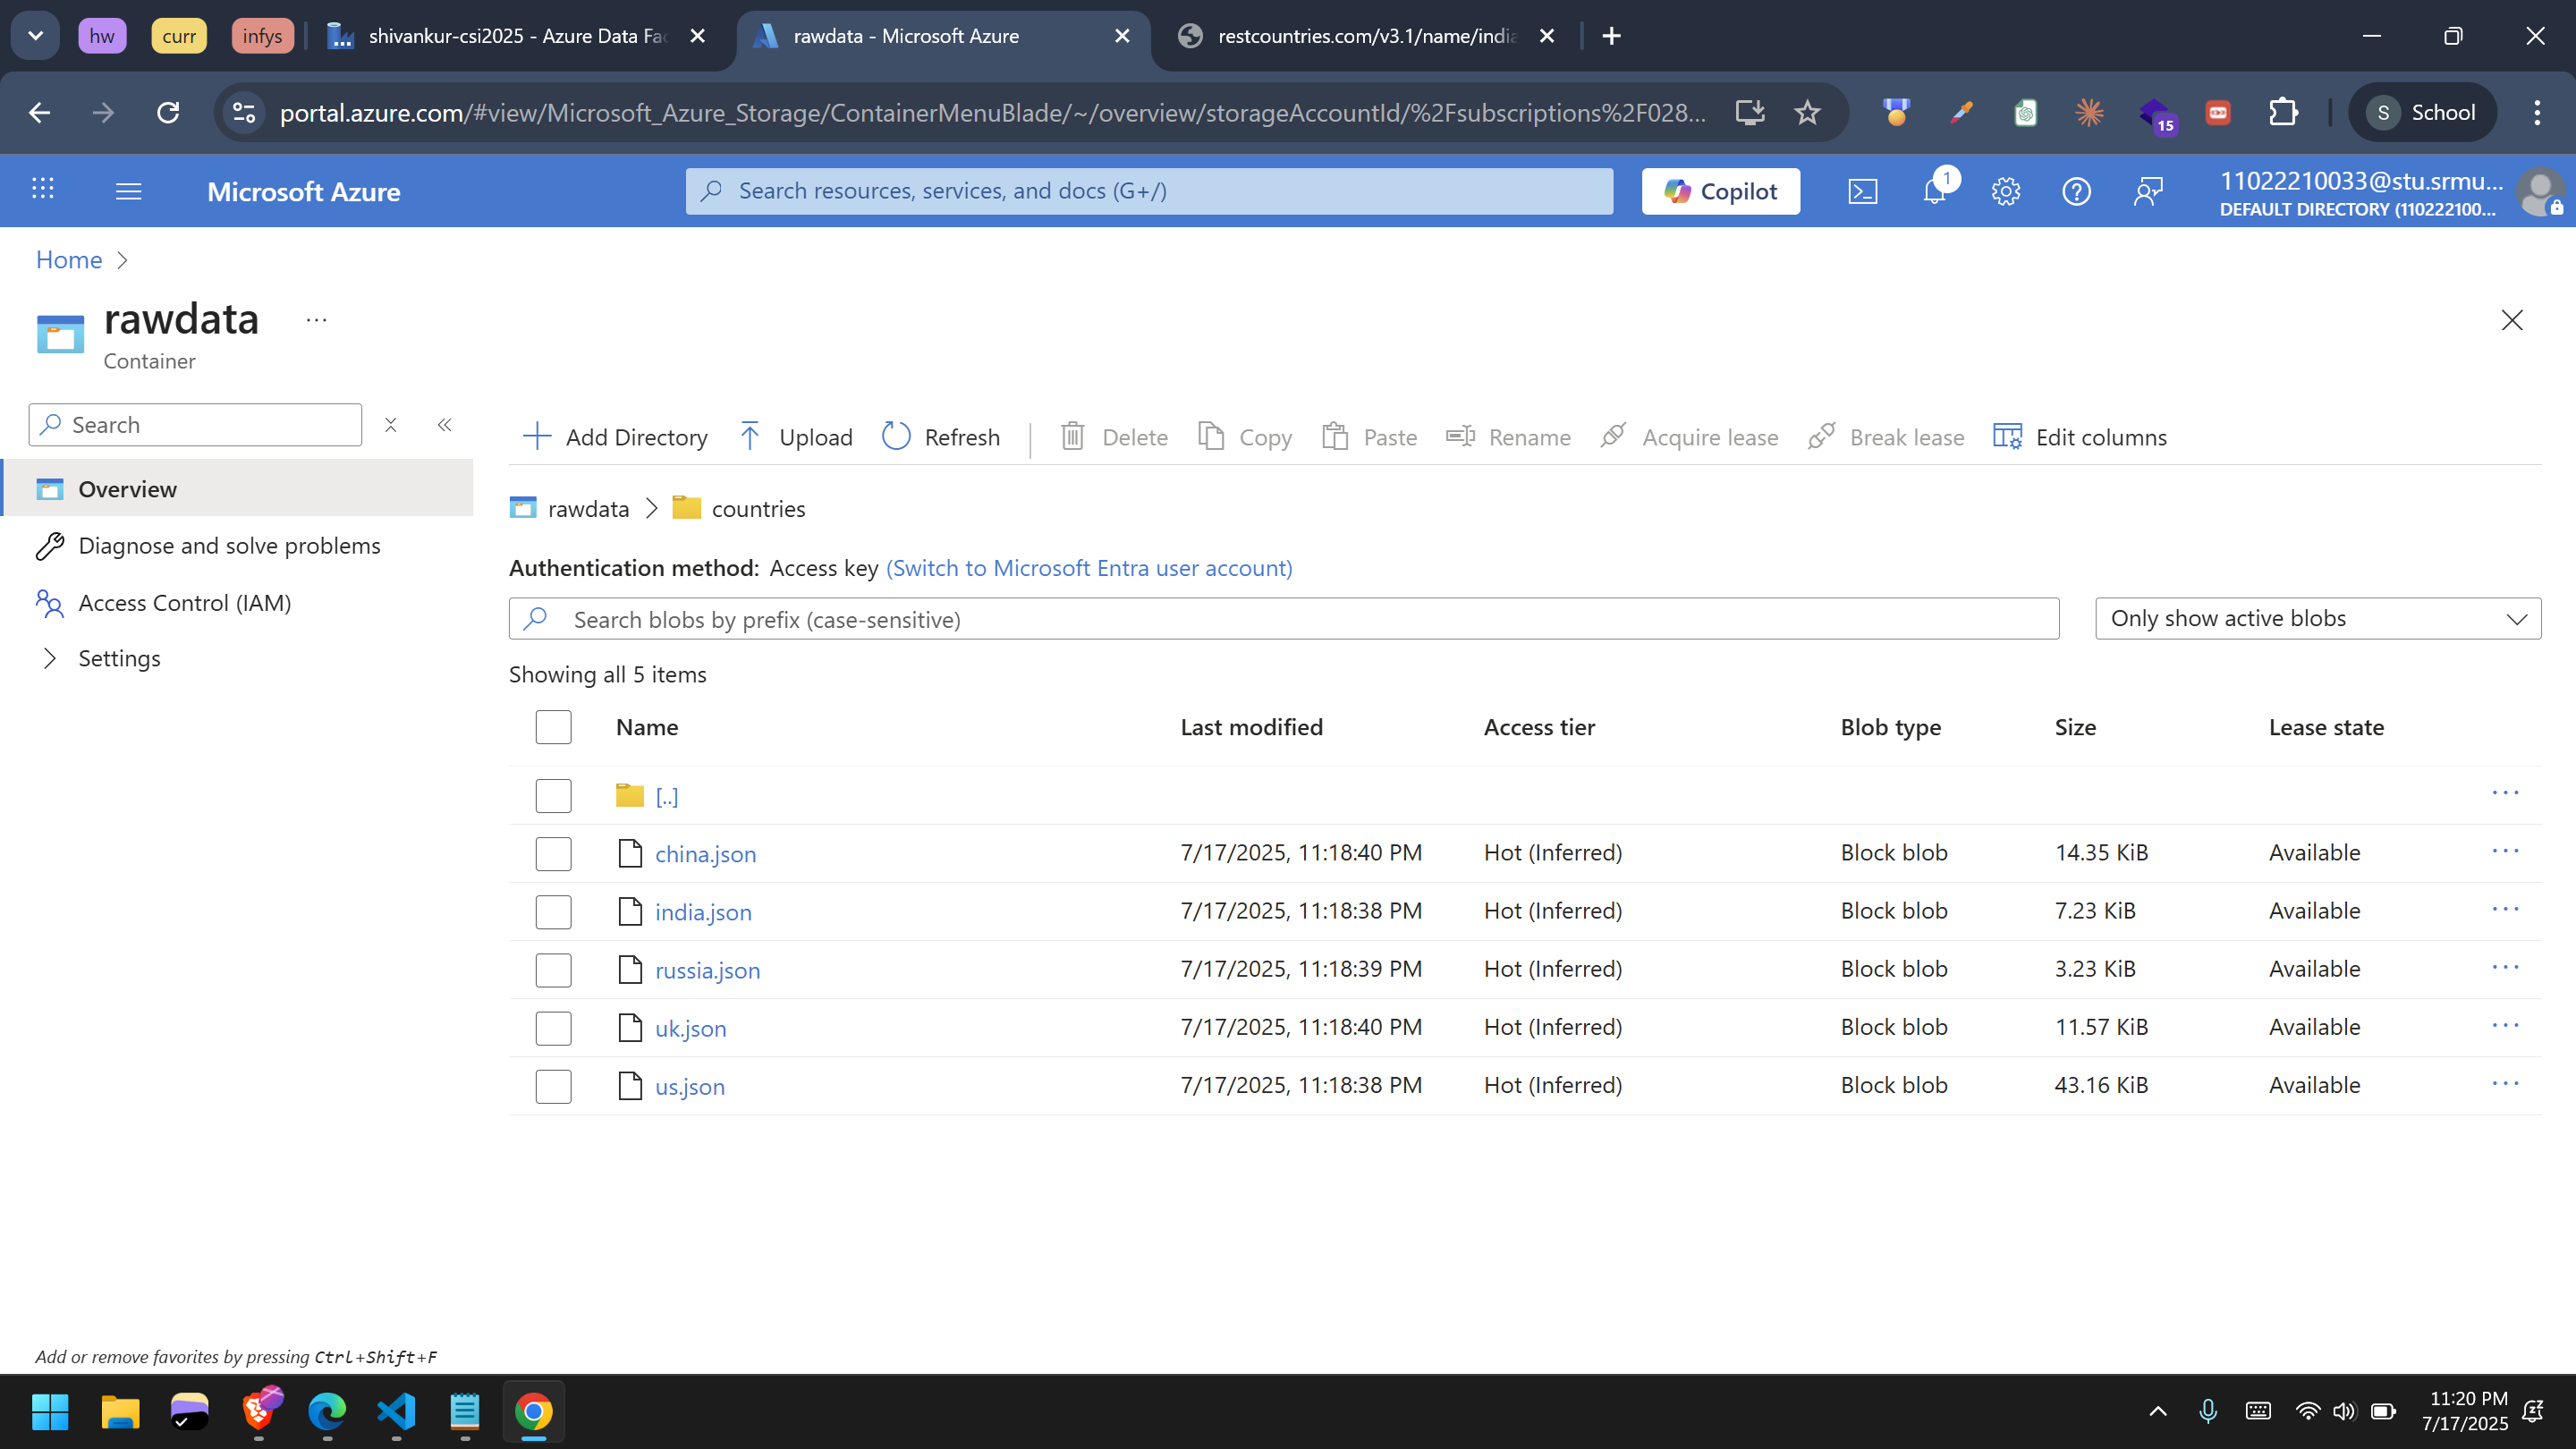 hw
curr
infys
shivankur-csi2025 - Azure Data Fac
rawdata - Microsoft Azure
restcountries.com/v3.1/name/india
portal.azure.com/#view/Microsoft_Azure_Storage/ContainerMenuBlade/~/overview/storageAccountId/%2Fsubscriptions%2F028...
15
S
School
Microsoft Azure
Search resources, services, and docs (G+/)
Copilot
1
11022210033@stu.srmu...
DEFAULT DIRECTORY (110222100...
Home
rawdata
...
Container
Search
Add Directory
Upload
Refresh
Delete
Copy
Paste
Rename
Acquire lease
Break lease
Edit columns
Overview
Diagnose and solve problems
Access Control (IAM)
Settings
rawdata > countries
Authentication method: Access key (Switch to Microsoft Entra user account)
Search blobs by prefix (case-sensitive)
Only show active blobs
Showing all 5 items
Name Last modified Access tier Blob type Size Lease state
[..] ...
china.json 7/17/2025, 11:18:40 PM Hot (Inferred) Block blob 14.35 KiB Available ...
india.json 7/17/2025, 11:18:38 PM Hot (Inferred) Block blob 7.23 KiB Available ...
russia.json 7/17/2025, 11:18:39 PM Hot (Inferred) Block blob 3.23 KiB Available ...
uk.json 7/17/2025, 11:18:40 PM Hot (Inferred) Block blob 11.57 KiB Available ...
us.json 7/17/2025, 11:18:38 PM Hot (Inferred) Block blob 43.16 KiB Available ...
Add or remove favorites by pressing Ctrl+Shift+F
11:20 PM
7/17/2025